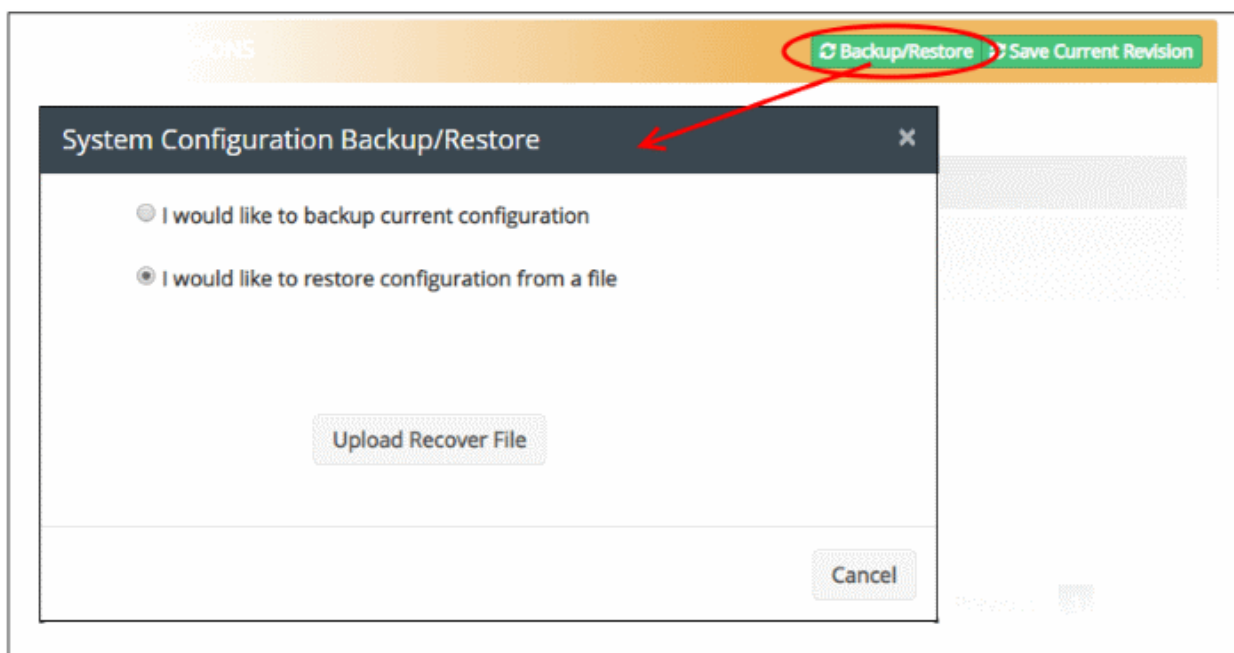 Backup/Restore Save Current Revision
System Configuration Backup/Restore ×
I would like to backup current configuration
I would like to restore configuration from a file
Upload Recover File
Cancel